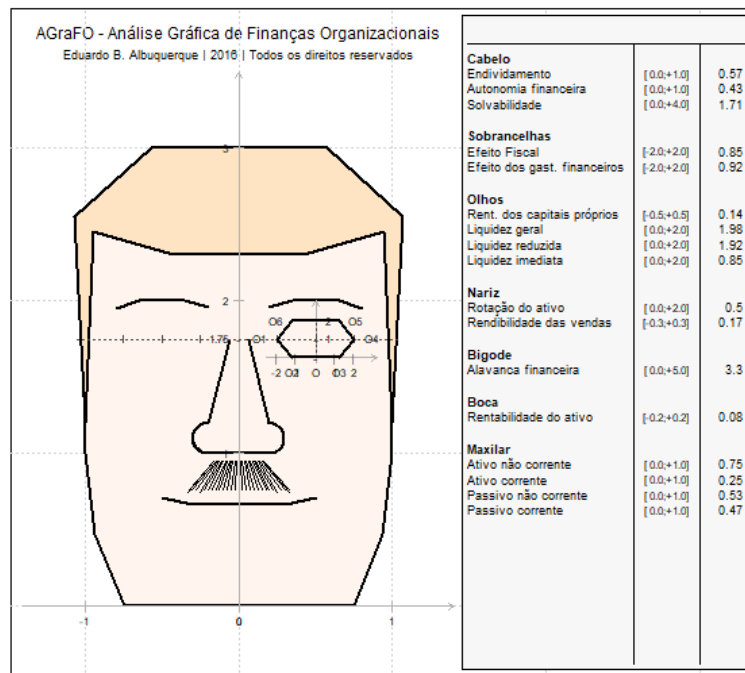 AGraFO - Análise Gráfica de Finanças Organizacionais
Eduardo B. Albuquerque | 2016 | Todos os direitos reservados
3
2
1.75
O1
O6
2
O5
1
O4
-2
O2
O
O3
2
1
-1
0
1
Cabelo
Endividamento [ 0.0;+1.0] 0.57
Autonomia financeira [ 0.0;+1.0] 0.43
Solvabilidade [ 0.0;+4.0] 1.71
Sobrancelhas
Efeito Fiscal [-2.0;+2.0] 0.85
Efeito dos gast. financeiros [-2.0;+2.0] 0.92
Olhos
Rent. dos capitais próprios [-0.5;+0.5] 0.14
Liquidez geral [ 0.0;+2.0] 1.98
Liquidez reduzida [ 0.0;+2.0] 1.92
Liquidez imediata [ 0.0;+2.0] 0.85
Nariz
Rotação do ativo [ 0.0;+2.0] 0.5
Rendibilidade das vendas [-0.3;+0.3] 0.17
Bigode
Alavanca financeira [ 0.0;+5.0] 3.3
Boca
Rentabilidade do ativo [-0.2;+0.2] 0.08
Maxilar
Ativo não corrente [ 0.0;+1.0] 0.75
Ativo corrente [ 0.0;+1.0] 0.25
Passivo não corrente [ 0.0;+1.0] 0.53
Passivo corrente [ 0.0;+1.0] 0.47